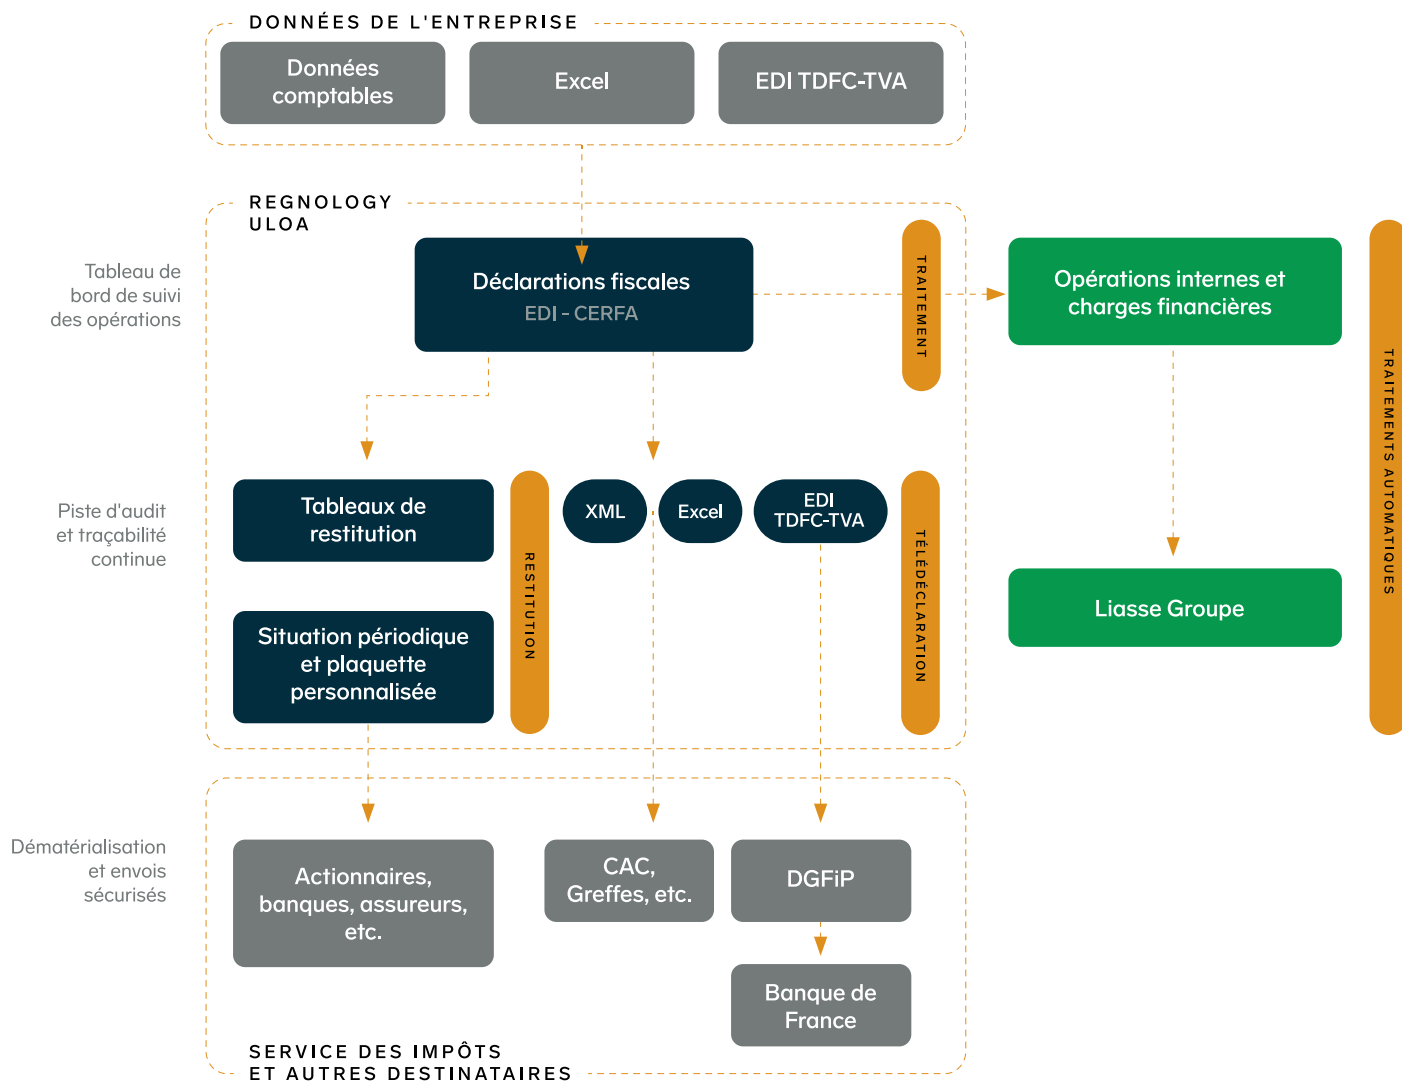 DONNÉES DE L'ENTREPRISE
Données
comptables
Excel
EDI TDFC-TVA
REGNOLOGY
ULOA
Tableau de
bord de suivi
des opérations
Déclarations fiscales
EDI - CERFA
TRAITEMENT
Opérations internes et
charges financières
TRAITEMENTS AUTOMATIQUES
Piste d'audit
et traçabilité
continue
Tableaux de
restitution
RESTITUTION
XML
Excel
EDI
TDFC-TVA
TÉLÉDÉCLARATION
Liasse Groupe
Situation périodique
et plaquette
personnalisée
Dématérialisation
et envois
sécurisés
Actionnaires,
banques, assureurs,
etc.
CAC,
Greffes, etc.
DGFiP
Banque de
France
SERVICE DES IMPÔTS
ET AUTRES DESTINATAIRES